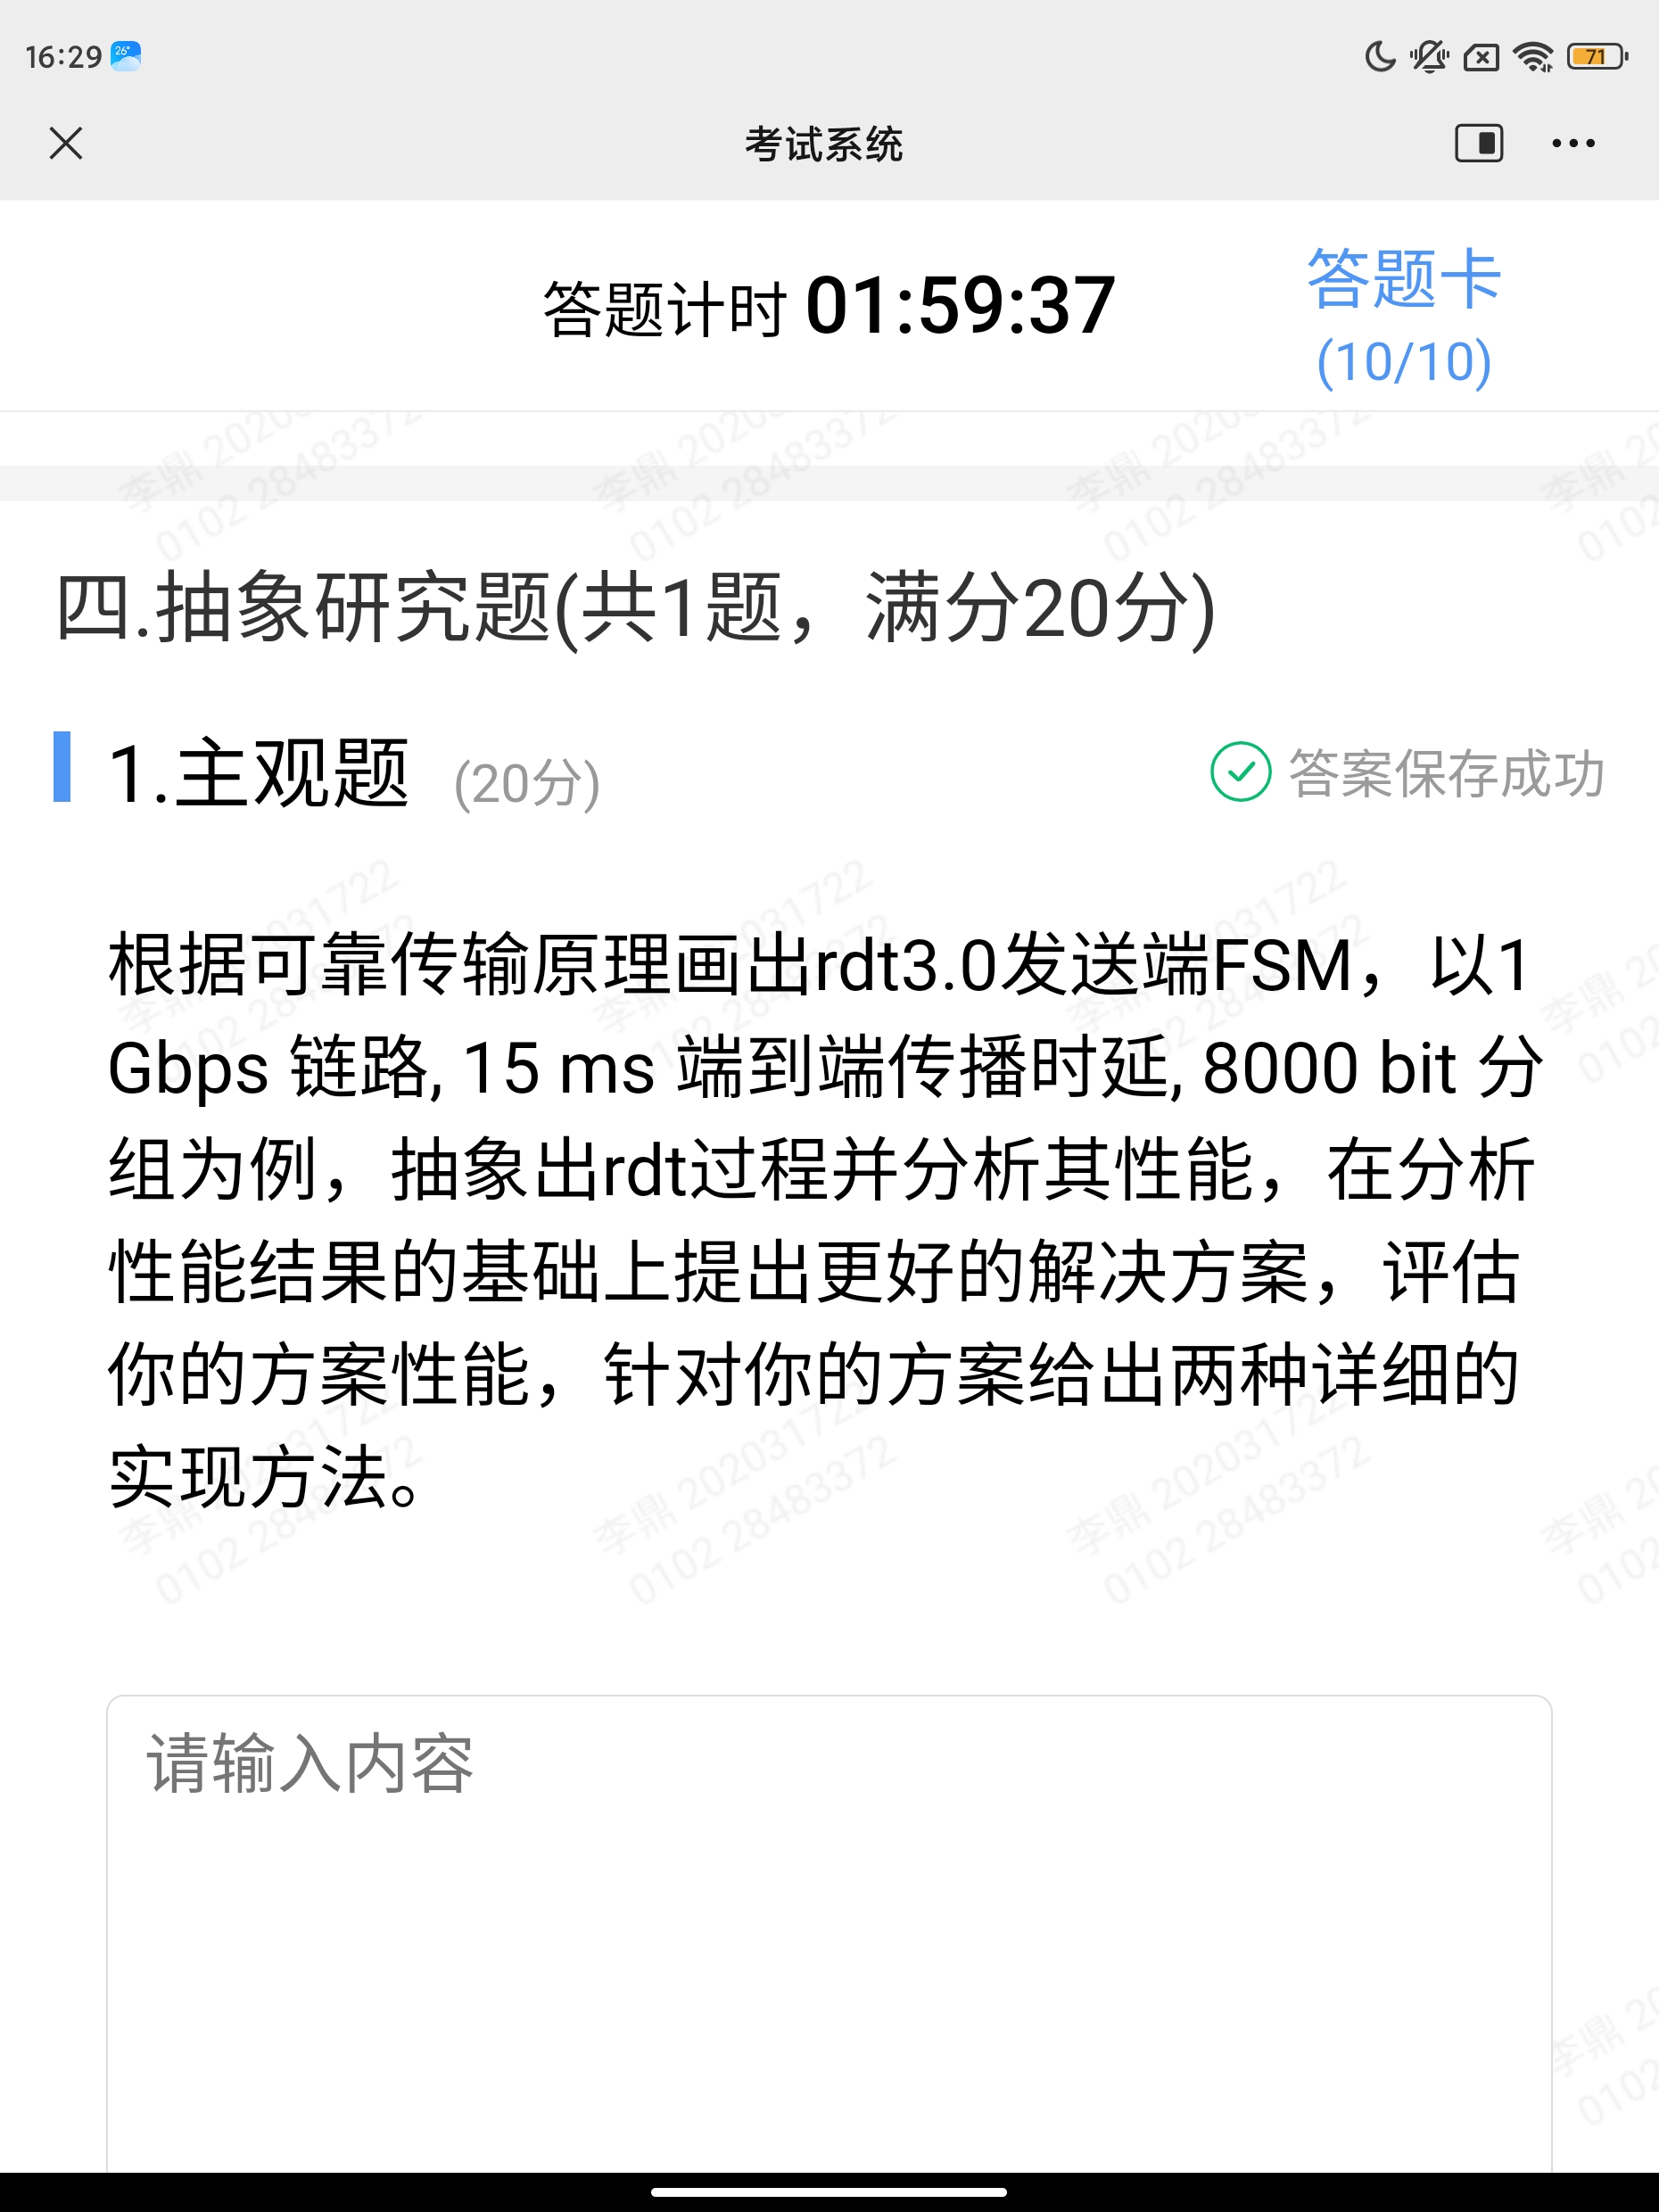 16:29 26° 71
考试系统
答题计时 01:59:37
答题卡
(10/10)
四.抽象研究题(共1题，满分20分)
1.主观题 (20分) 答案保存成功
根据可靠传输原理画出rdt3.0发送端FSM，以1
Gbps 链路, 15 ms 端到端传播时延, 8000 bit 分
组为例，抽象出rdt过程并分析其性能，在分析
性能结果的基础上提出更好的解决方案，评估
你的方案性能，针对你的方案给出两种详细的
实现方法。
李鼎 202031722
0102 28483372
请输入内容